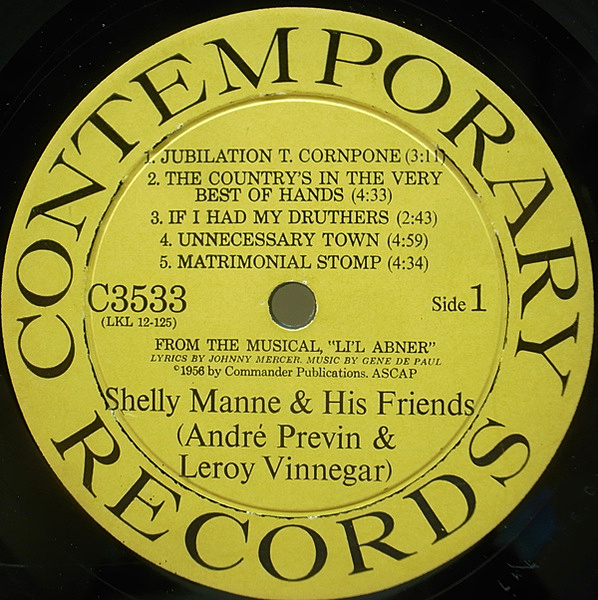 CONTEMPORARY
1. JUBILATION T. CORNPONE (3:11)
2. THE COUNTRY'S IN THE VERY
BEST OF HANDS (4:33)
3. IF I HAD MY DRUTHERS (2:43)
4. UNNECESSARY TOWN (4:59)
5. MATRIMONIAL STOMP (4:34)
C3533
(LKL 12-125)
Side 1
FROM THE MUSICAL, "LI'L ABNER"
LYRICS BY JOHNNY MERCER. MUSIC BY GENE DE PAUL
©1956 by Commander Publications. ASCAP
Shelly Manne & His Friends
(André Previn &
Leroy Vinnegar)
RECORDS